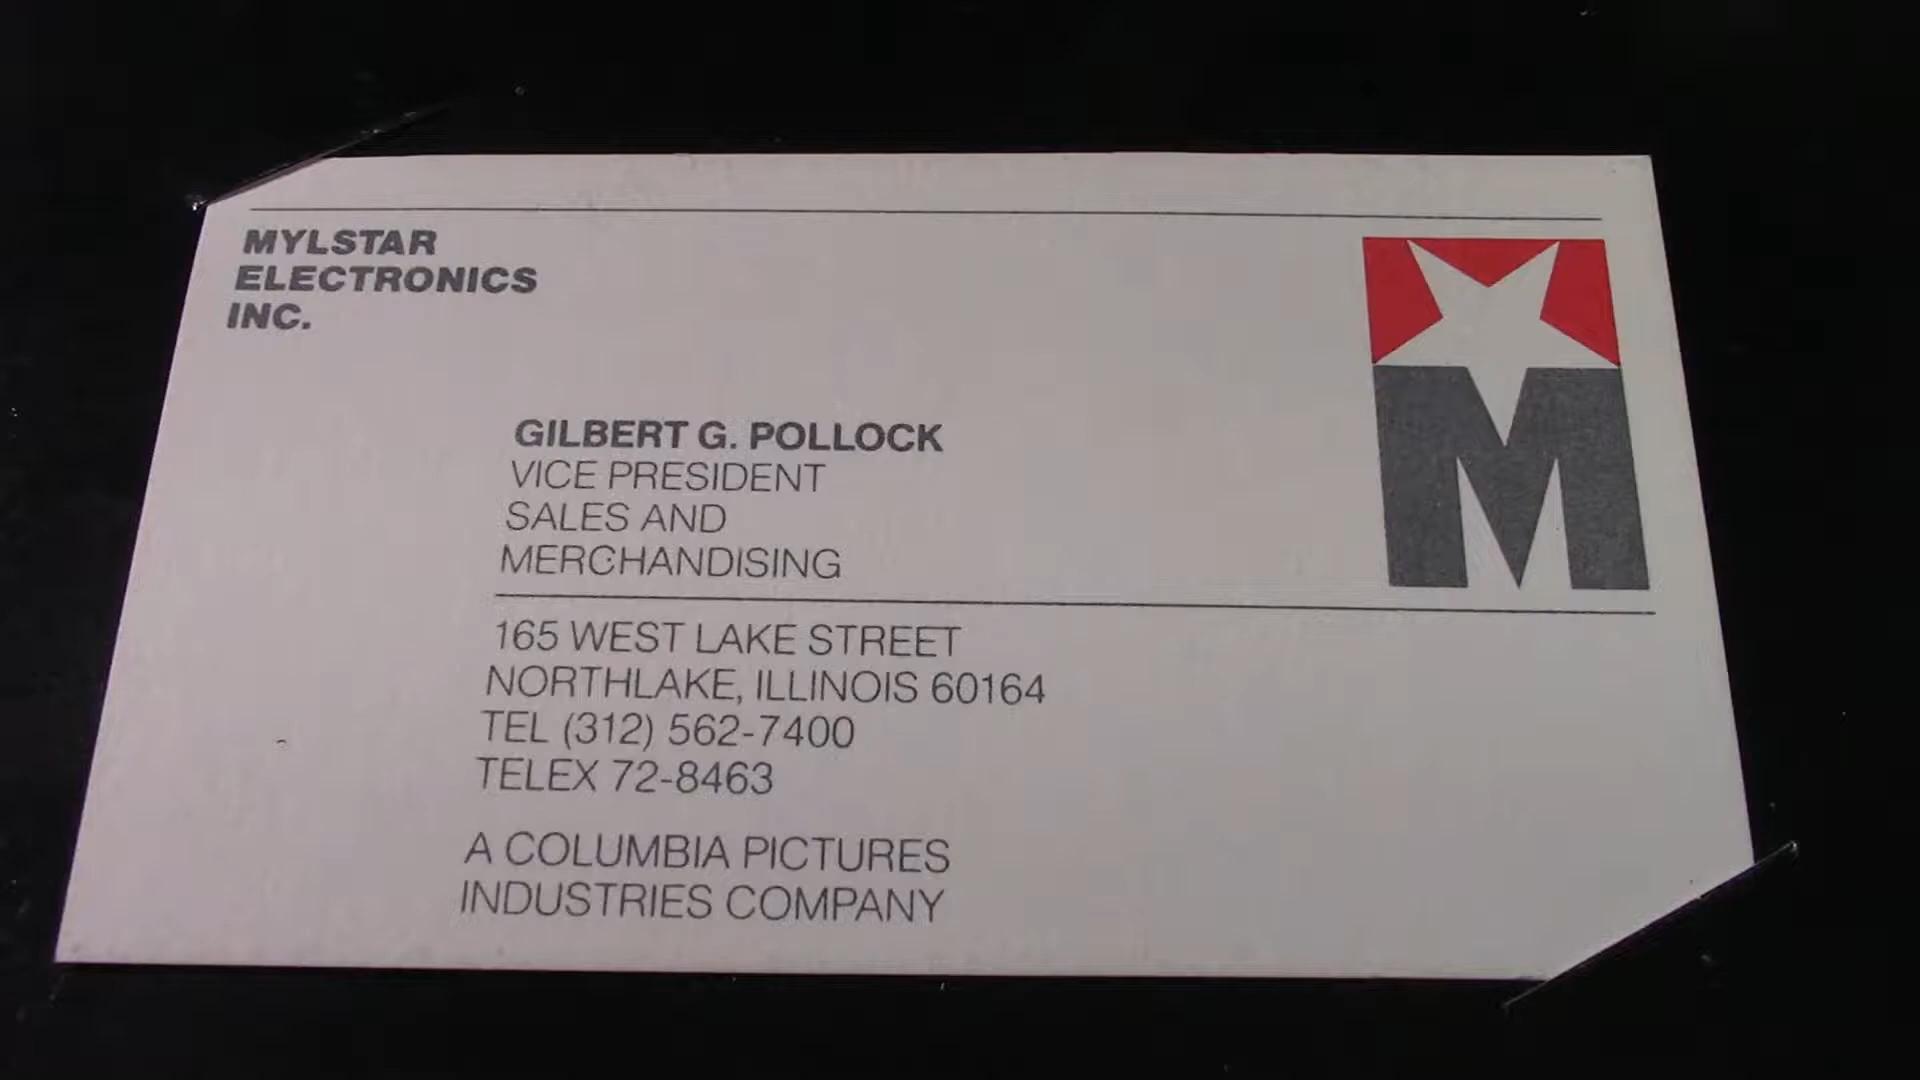 MYLSTAR
ELECTRONICS
INC.
M
GILBERT G. POLLOCK
VICE PRESIDENT
SALES AND
MERCHANDISING
165 WEST LAKE STREET
NORTHLAKE, ILLINOIS 60164
TEL (312) 562-7400
TELEX 72-8463
A COLUMBIA PICTURES
INDUSTRIES COMPANY